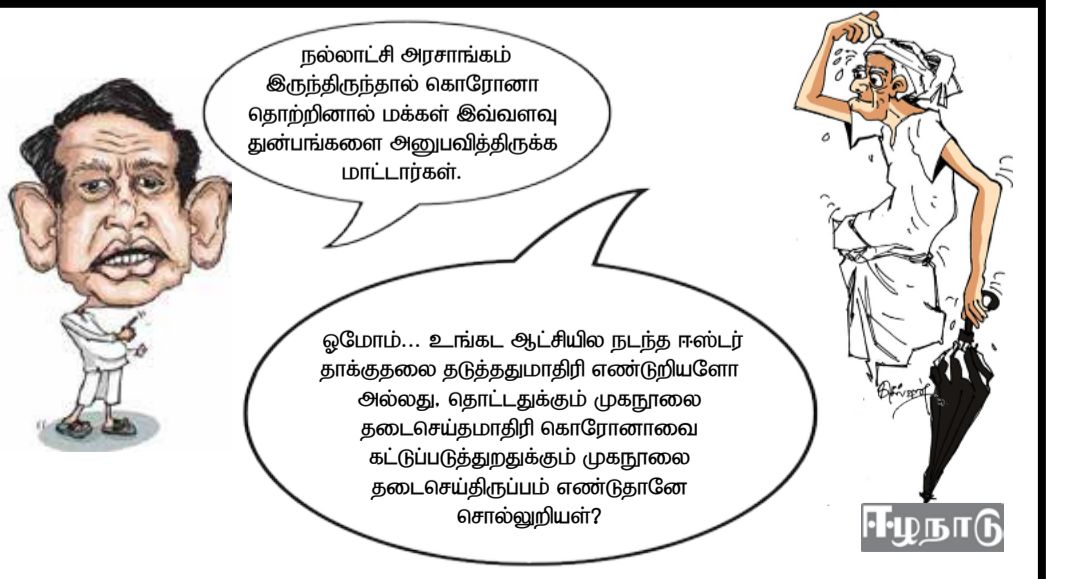 நல்லாட்சி அரசாங்கம்
இருந்திருந்தால் கொரோனா
தொற்றினால் மக்கள் இவ்வளவு
துன்பங்களை அனுபவித்திருக்க
மாட்டார்கள்.
ஓமோம்... உங்கட ஆட்சியில நடந்த ஈஸ்டர்
தாக்குதலை தடுத்ததுமாதிரி எண்டுறியளோ
அல்லது, தொட்டதுக்கும் முகநூலை
தடைசெய்தமாதிரி கொரோனாவை
கட்டுப்படுத்துறதுக்கும் முகநூலை
தடைசெய்திருப்பம் எண்டுதானே
சொல்லுறியள்?
ஈழநாடு